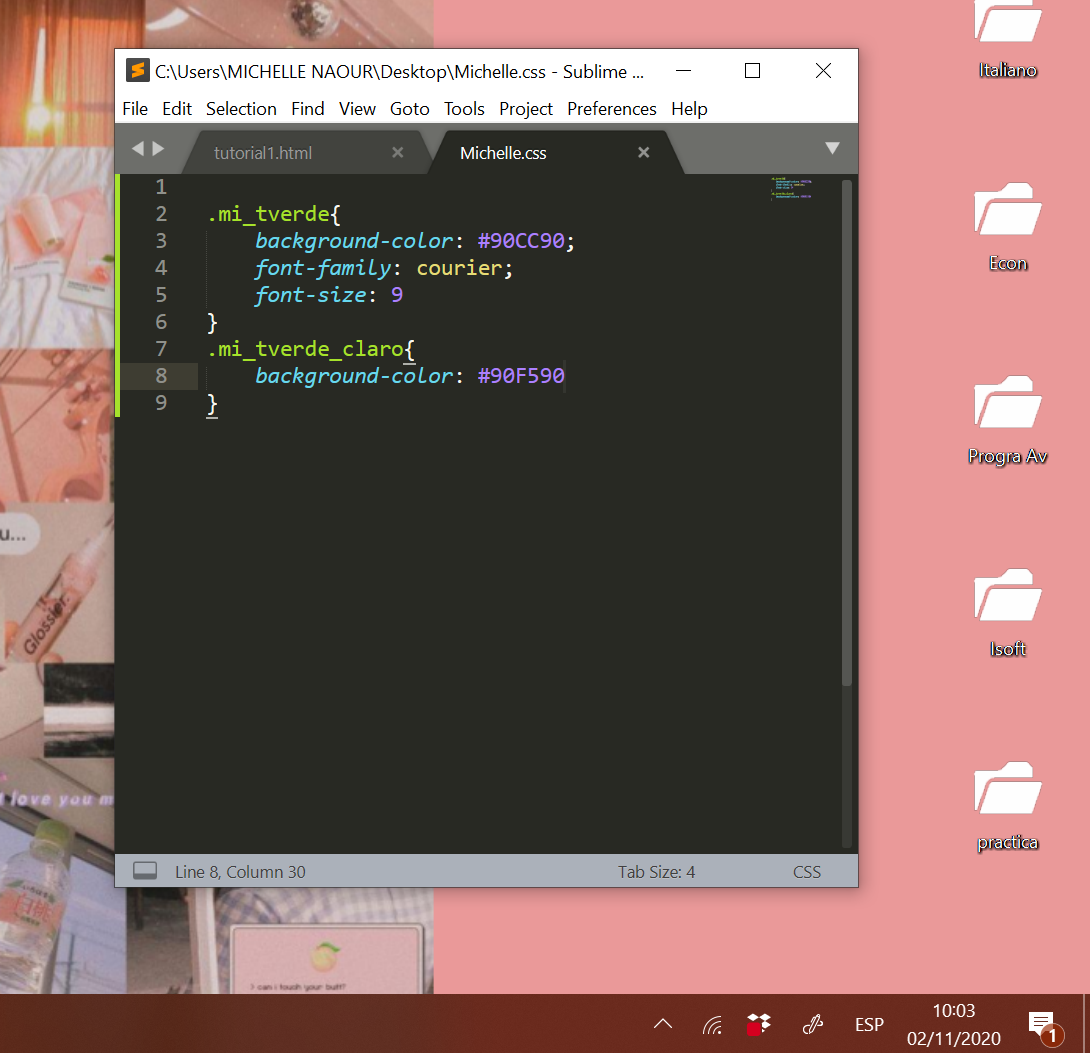 C:\Users\MICHELLE NAOUR\Desktop\Michelle.css - Sublime ...
File Edit Selection Find View Goto Tools Project Preferences Help
tutorial1.html Michelle.css
1
2 .mi_tverde{
3 background-color: #90CC90;
4 font-family: courier;
5 font-size: 9
6 }
7 .mi_tverde_claro{
8 background-color: #90F590
9 }
Line 8, Column 30 Tab Size: 4 CSS
Italiano
Econ
Progra Av
Isoft
practica
u...
Glossier.
I love you m
白桃
> can i touch your butt?
ESP
10:03
02/11/2020
1